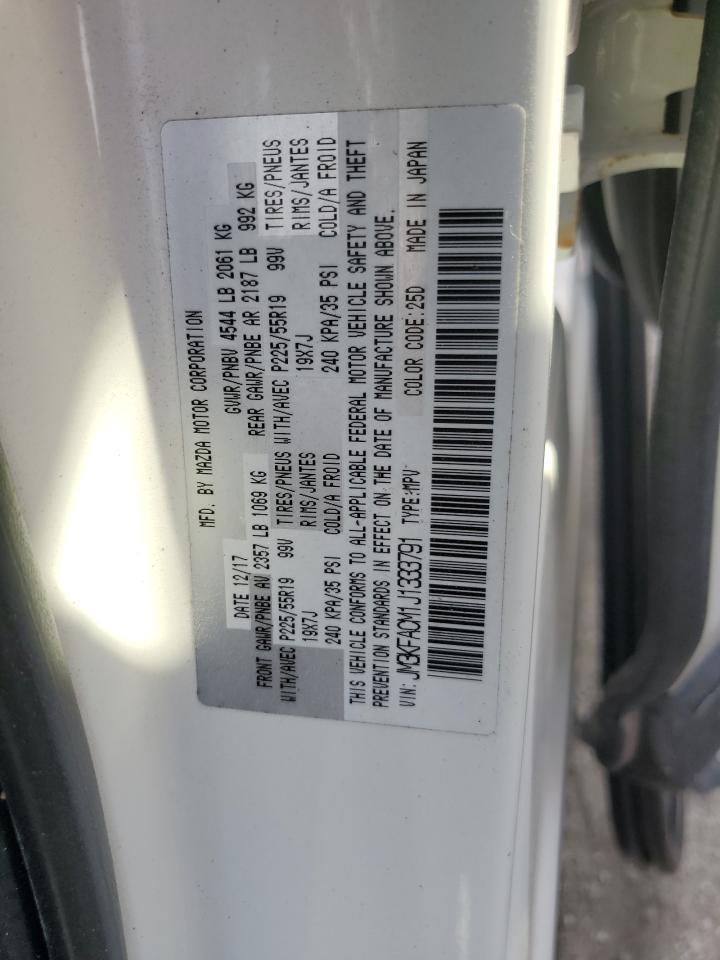 MFD. BY MAZDA MOTOR CORPORATION
DATE 12/17 GVWR/PNBV 4544 LB 2061 KG
FRONT GAWR/PNBE AV 2357 LB 1069 KG REAR GAWR/PNBE AR 2187 LB 992 KG
WITH/AVEC P225/55R19 99V TIRES/PNEUS WITH/AVEC P225/55R19 99V TIRES/PNEUS
19X7J RIMS/JANTES 19X7J RIMS/JANTES
240 KPA/35 PSI COLD/A FROID 240 KPA/35 PSI COLD/A FROID
THIS VEHICLE CONFORMS TO ALL-APPLICABLE FEDERAL MOTOR VEHICLE SAFETY AND THEFT
PREVENTION STANDARDS IN EFFECT ON THE DATE OF MANUFACTURE SHOWN ABOVE.
VIN: JM3KFACM1J1333791 TYPE:MPV COLOR CODE:25D MADE IN JAPAN